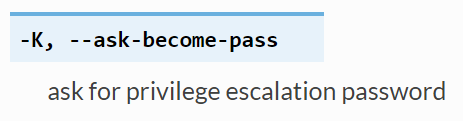 -K, --ask-become-pass
ask for privilege escalation password